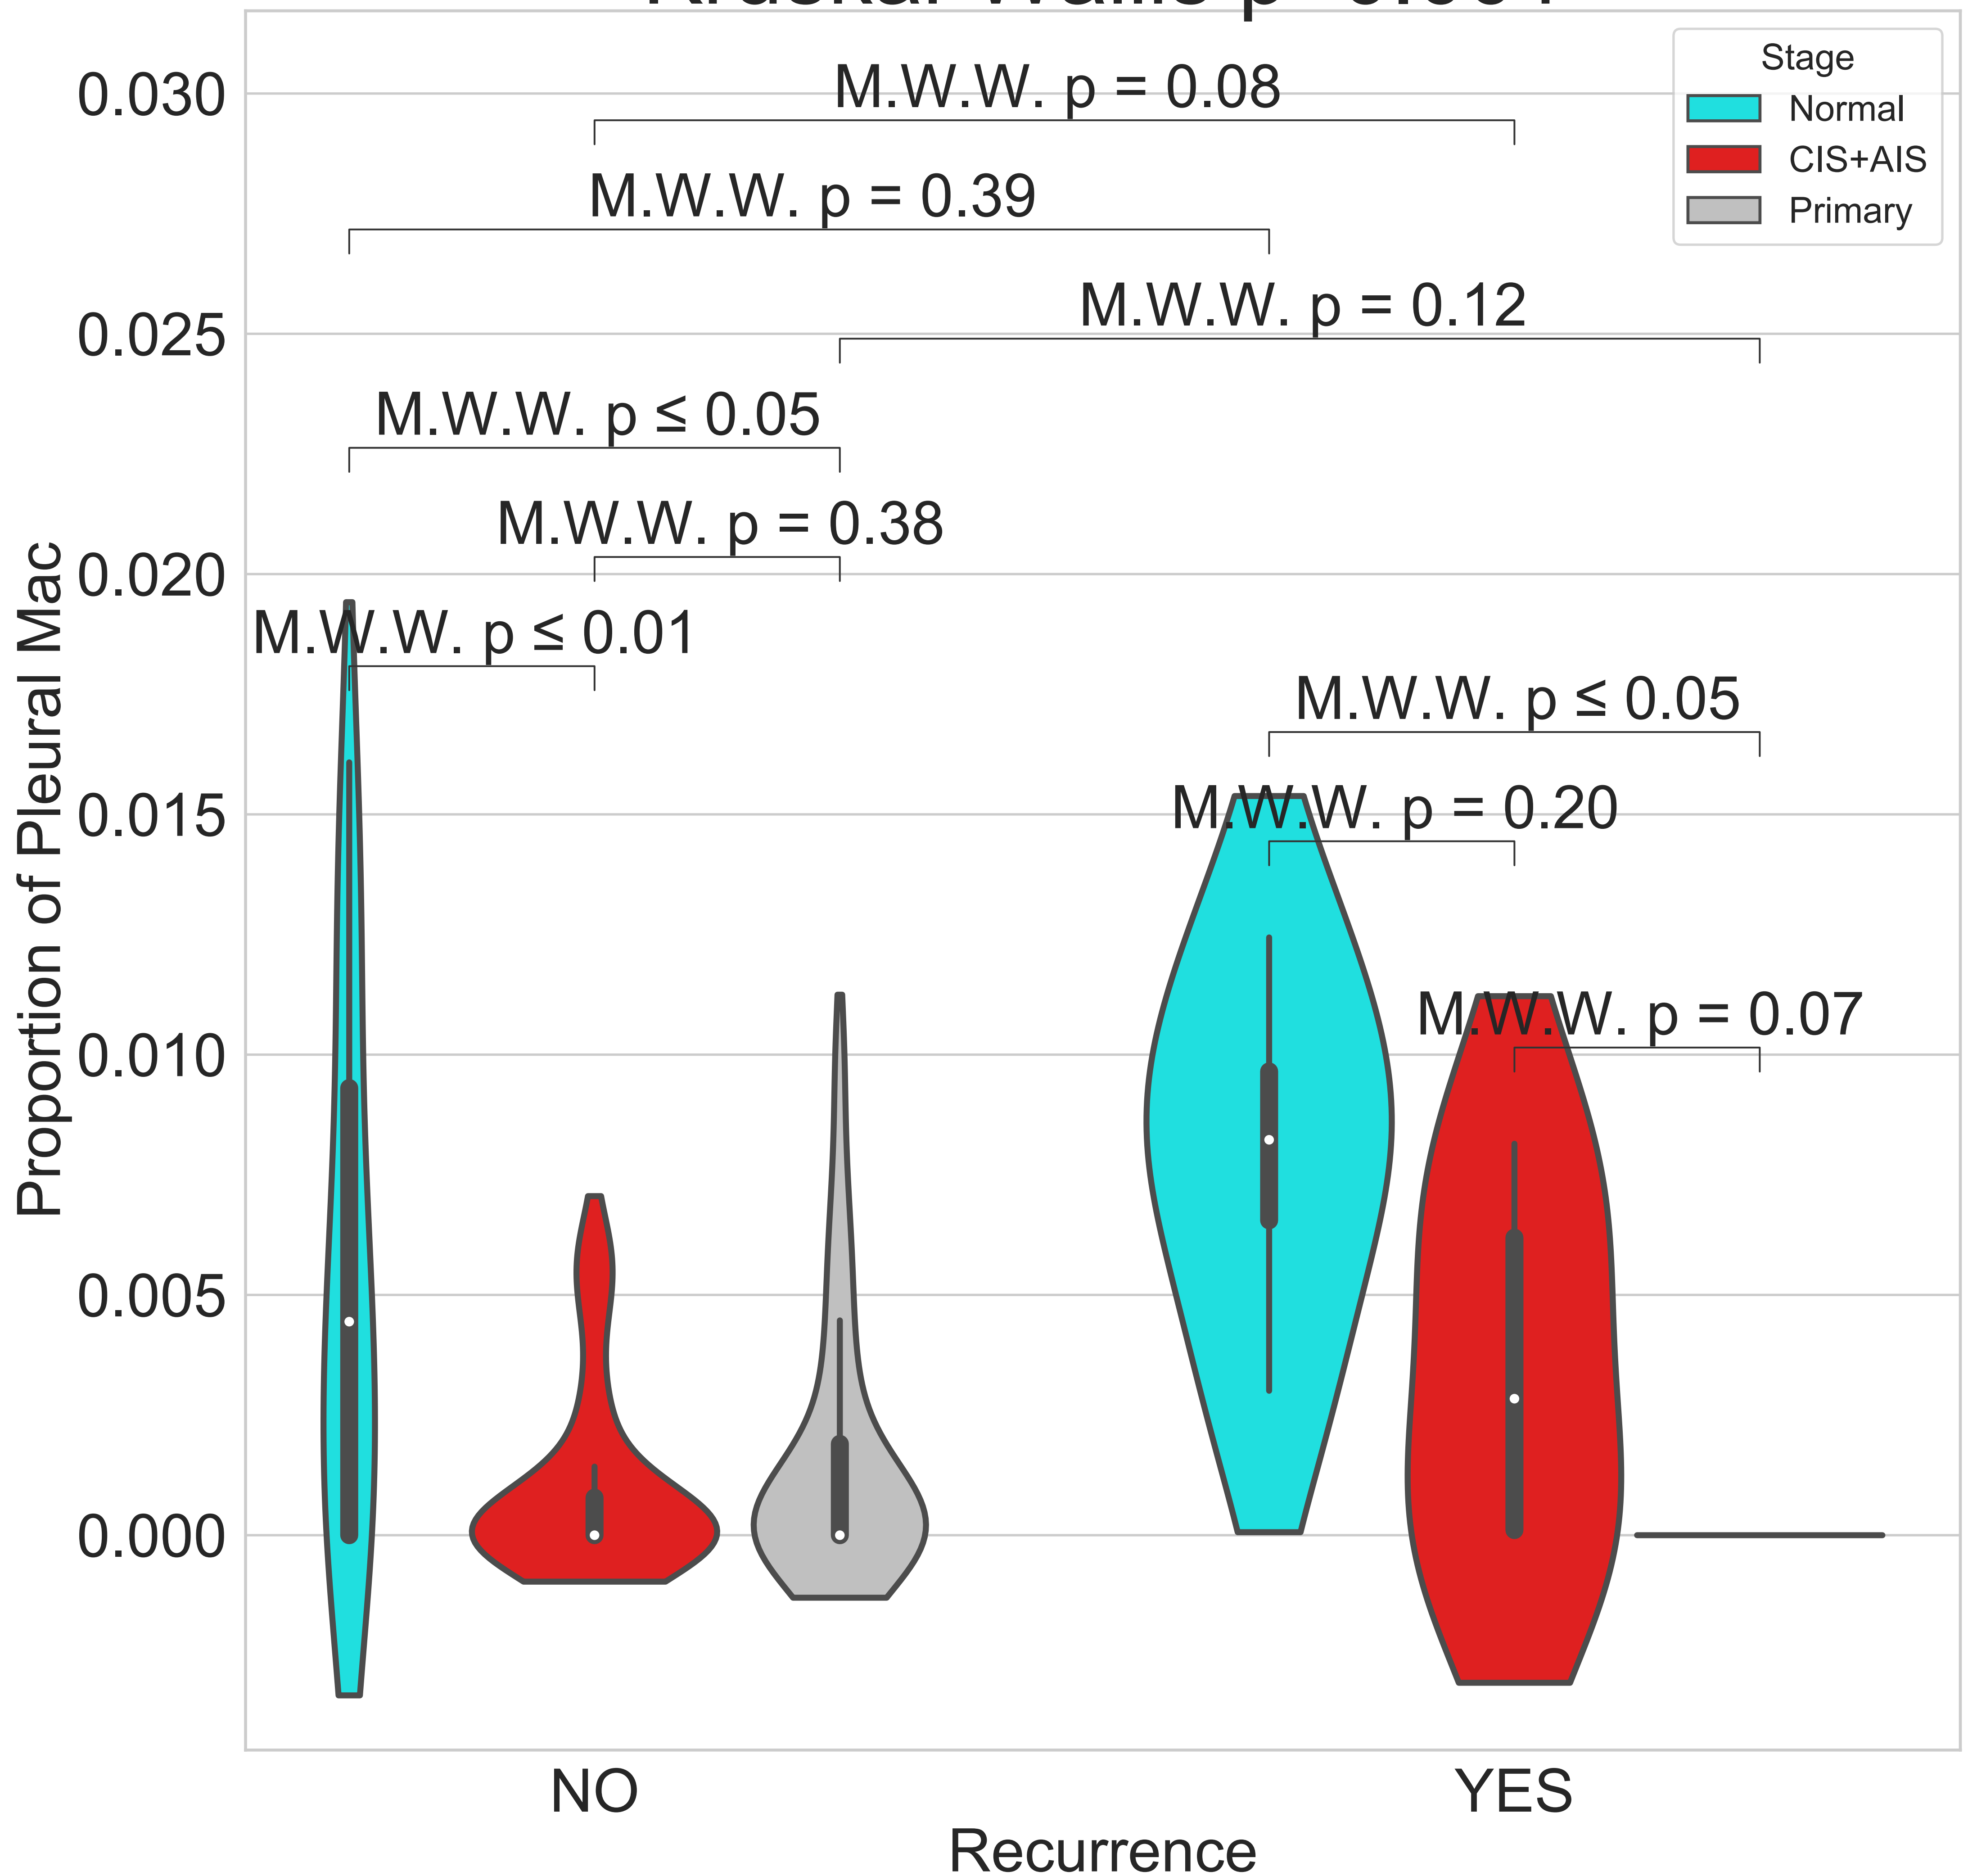 Stage
Normal
CIS+AIS
Primary
M.W.W. p = 0.08
M.W.W. p = 0.39
M.W.W. p = 0.12
M.W.W. p ≤ 0.05
M.W.W. p = 0.38
M.W.W. p ≤ 0.01
M.W.W. p ≤ 0.05
M.W.W. p = 0.20
M.W.W. p = 0.07
0.030
0.025
0.020
0.015
0.010
0.005
0.000
Proportion of Pleural Mac
NO
YES
Recurrence